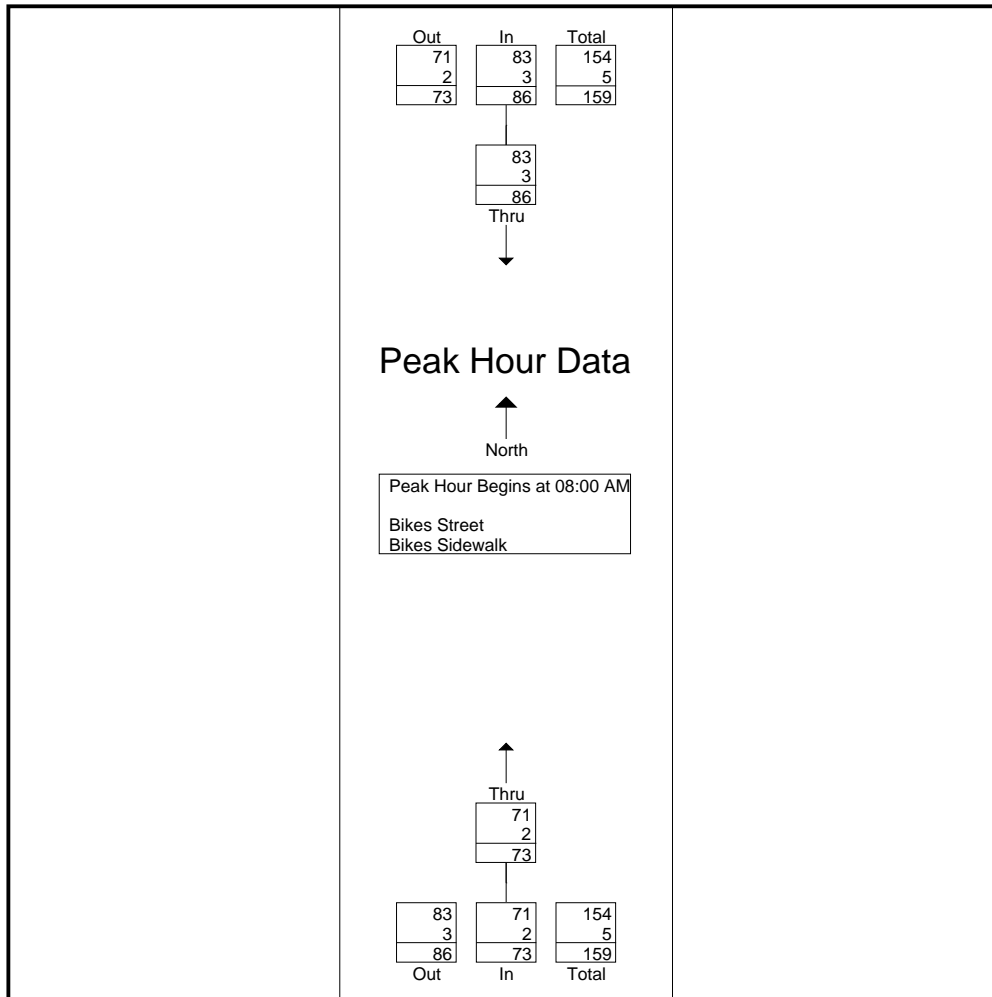 Out In Total
71 83 154
2 3 5
73 86 159
83
3
86
Thru
Peak Hour Data
North
Peak Hour Begins at 08:00 AM
Bikes Street
Bikes Sidewalk
Thru
71
2
73
83 71 154
3 2 5
86 73 159
Out In Total